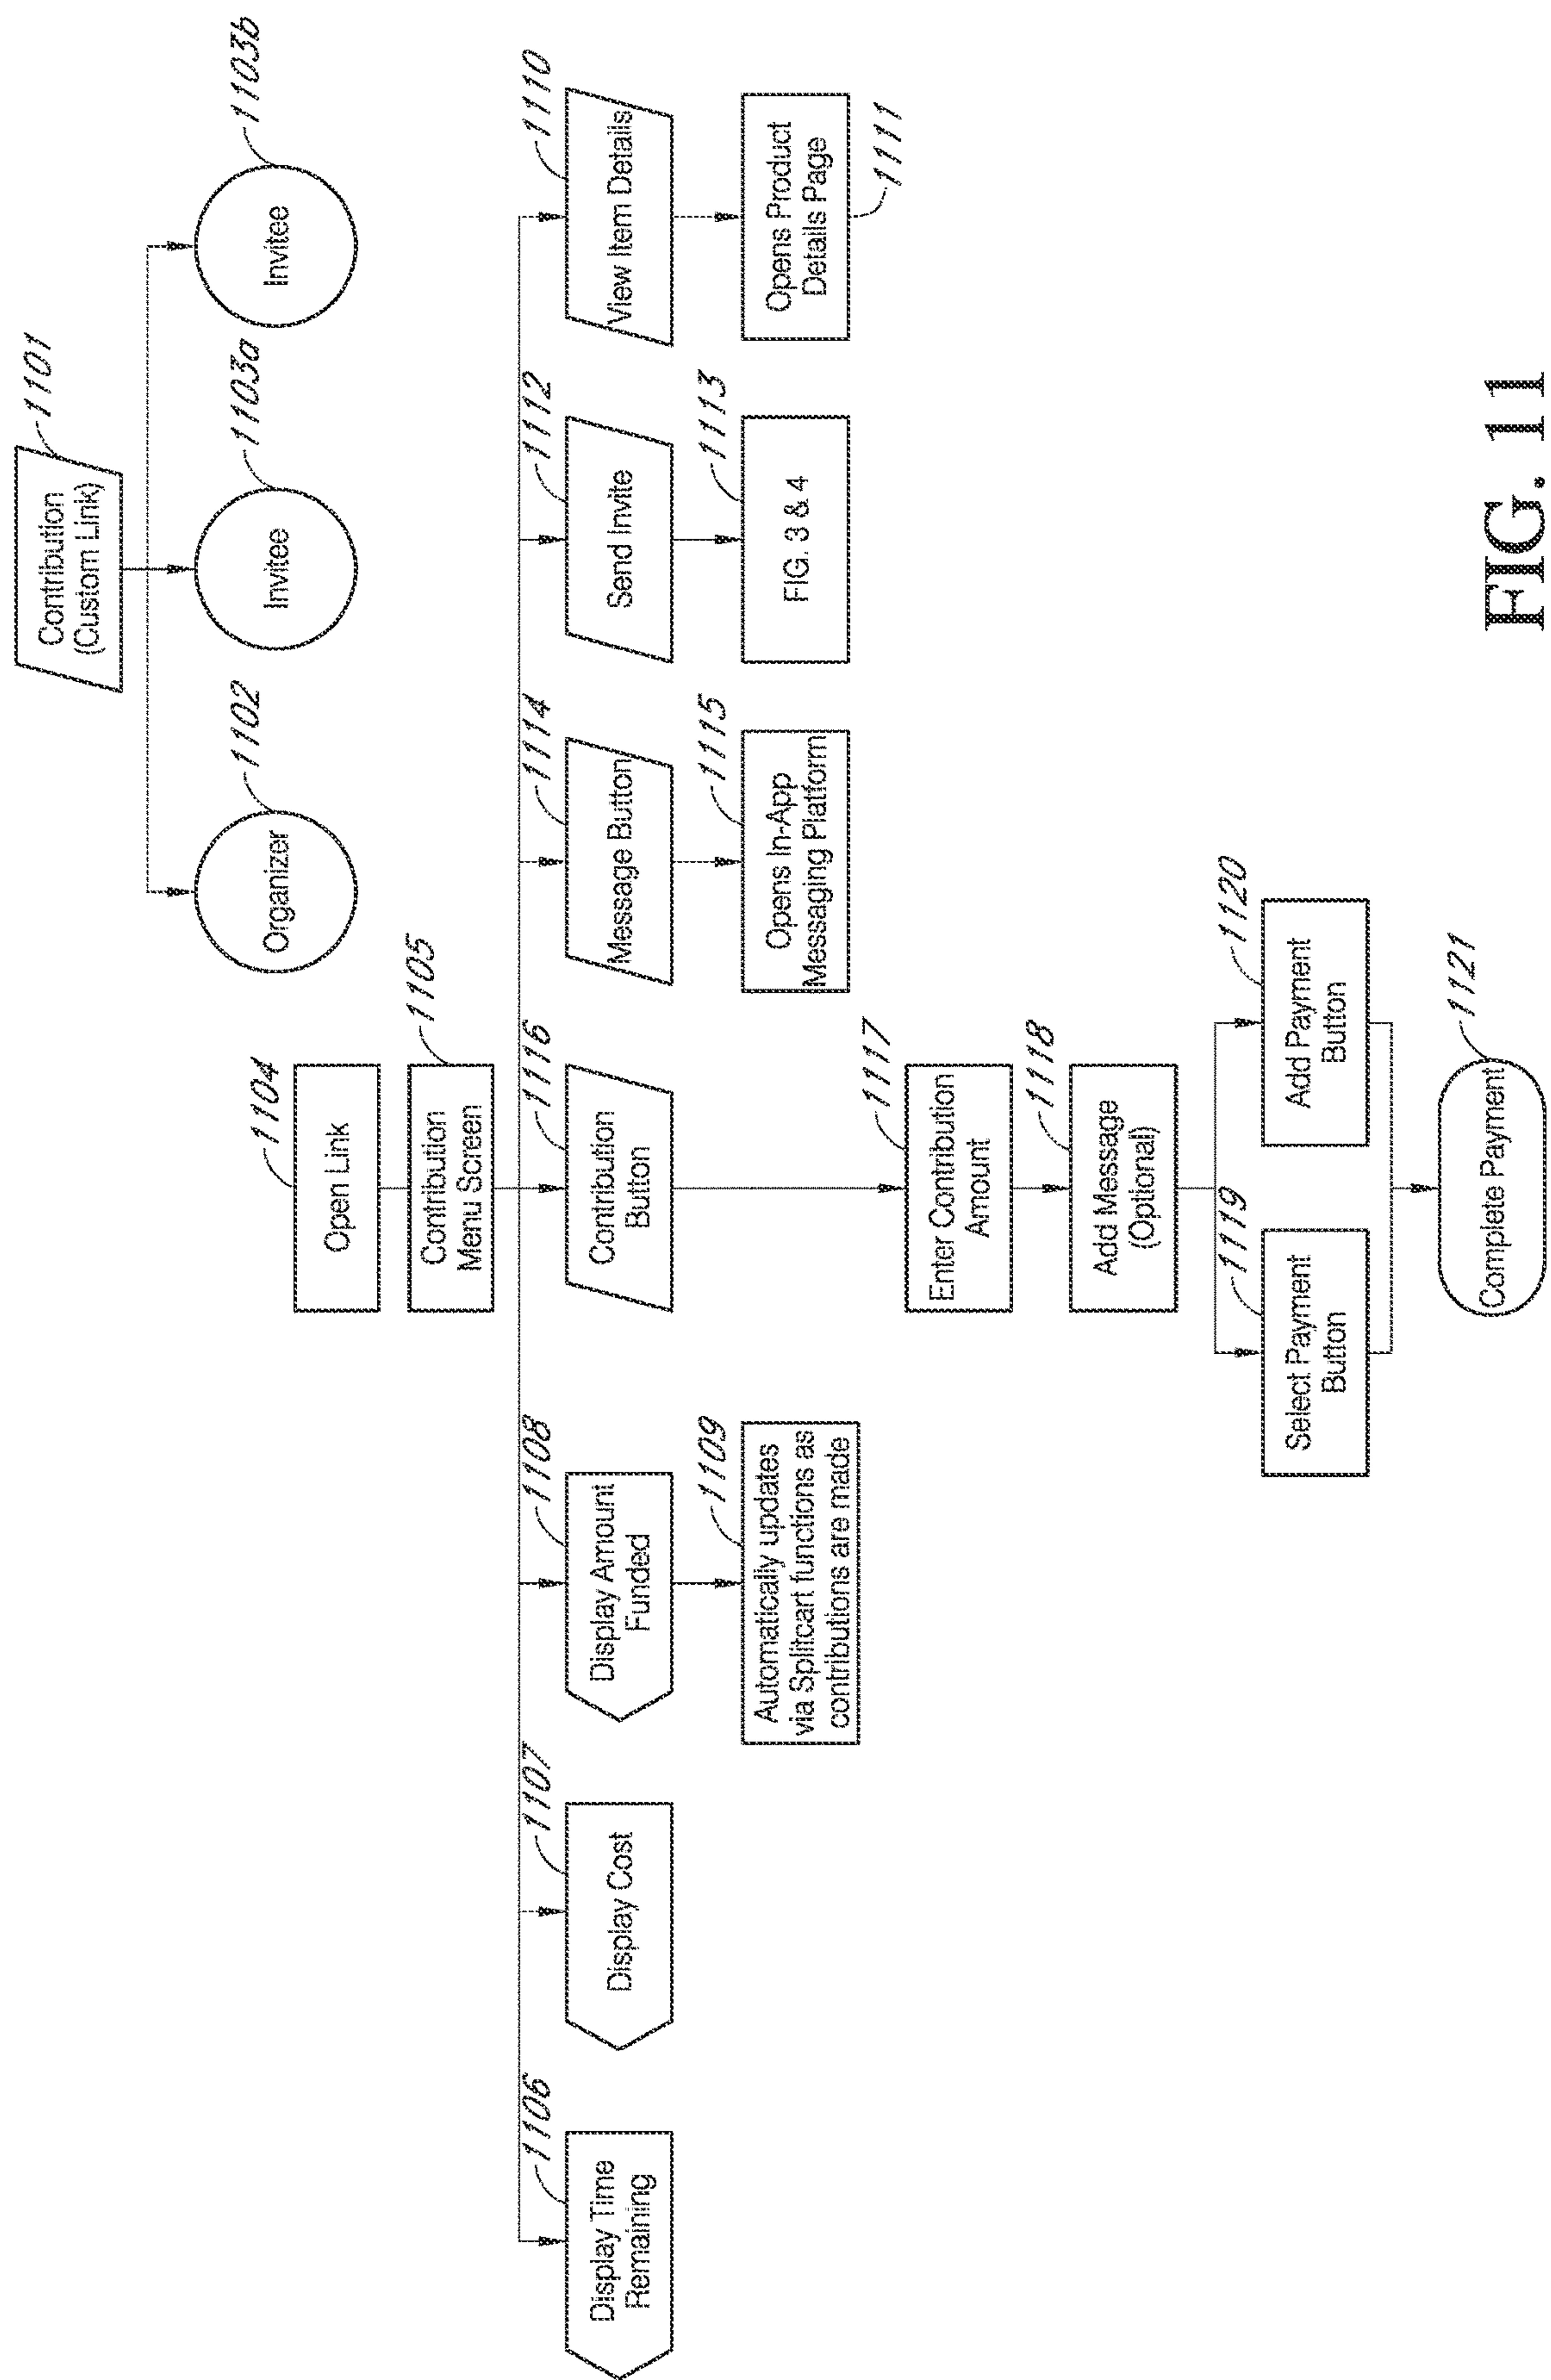 1101
Contribution
(Custom Link)
1102
Organizer
1103a
Invitee
1103b
Invitee
1104
Open Link
1105
Contribution
Menu Screen
1106
Display Time
Remaining
1107
Display Cost
1108
Display Amount
Funded
1116
Contribution
Button
1114
Message Button
1112
Send Invite
1110
View Item Details
1109
Automatically updates
via Splitcart functions as
contributions are made
1115
Opens In-App
Messaging Platform
1113
FIG. 3 & 4
Opens Product
Details Page
1111
1117
Enter Contribution
Amount
1118
Add Message
(Optional)
1119
Select Payment
Button
1120
Add Payment
Button
1121
Complete Payment
FIG. 11